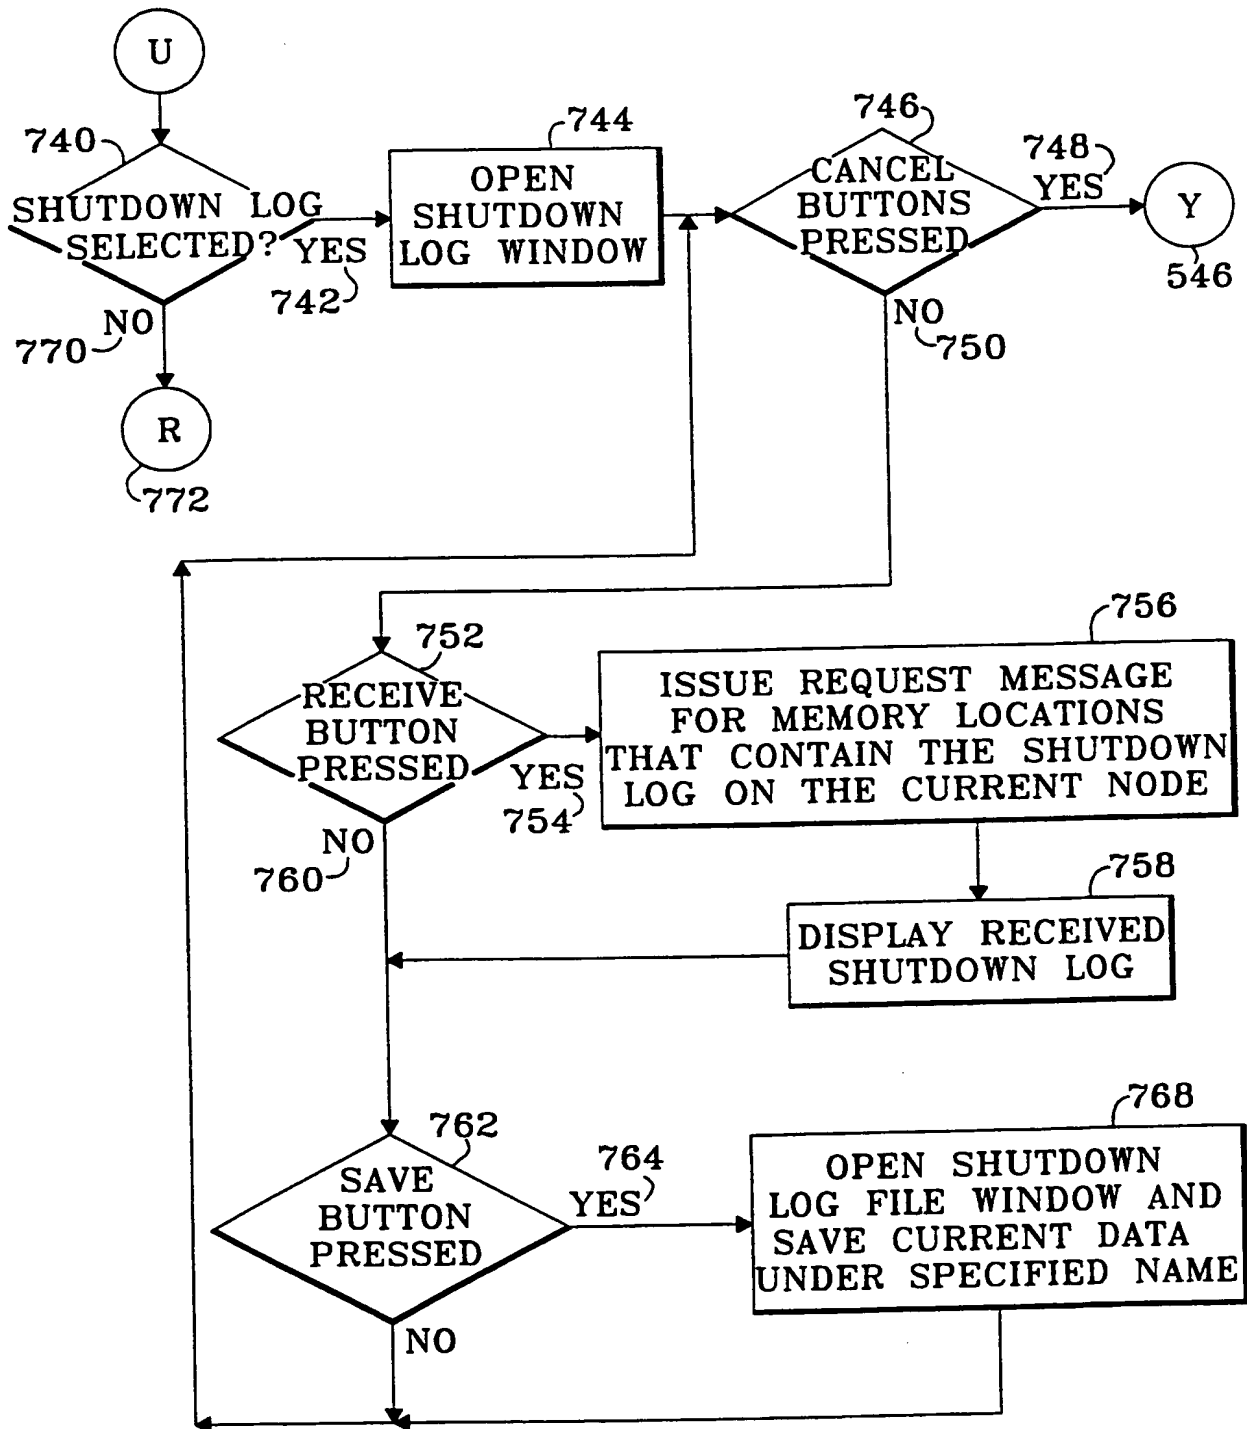 U
740
SHUTDOWN LOG
SELECTED?
YES
742
NO
770
R
772
744
OPEN
SHUTDOWN
LOG WINDOW
746
CANCEL
BUTTONS
PRESSED
748
YES
Y
546
NO
750
752
RECEIVE
BUTTON
PRESSED
YES
754
NO
760
756
ISSUE REQUEST MESSAGE
FOR MEMORY LOCATIONS
THAT CONTAIN THE SHUTDOWN
LOG ON THE CURRENT NODE
758
DISPLAY RECEIVED
SHUTDOWN LOG
762
SAVE
BUTTON
PRESSED
764
YES
NO
768
OPEN SHUTDOWN
LOG FILE WINDOW AND
SAVE CURRENT DATA
UNDER SPECIFIED NAME